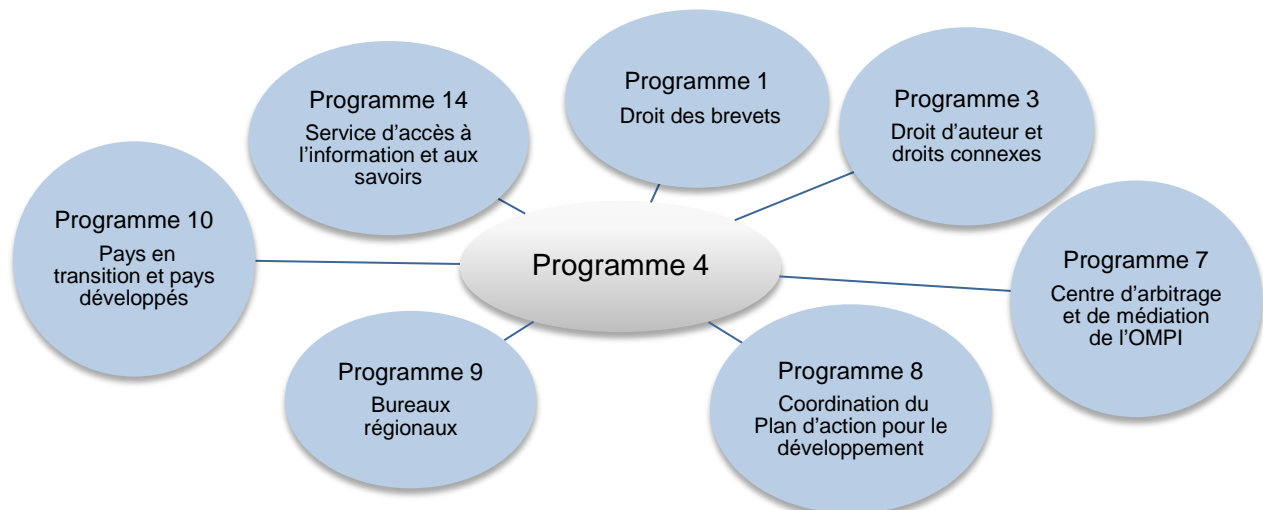 Programme 1
Droit des brevets
Programme 14
Service d'accès à
l'information et aux
savoirs
Programme 3
Droit d'auteur et
droits connexes
Programme 10
Pays en
transition et pays
développés
Programme 4
Programme 7
Centre d'arbitrage
et de médiation
de l'OMPI
Programme 9
Bureaux
régionaux
Programme 8
Coordination du
Plan d'action pour le
développement